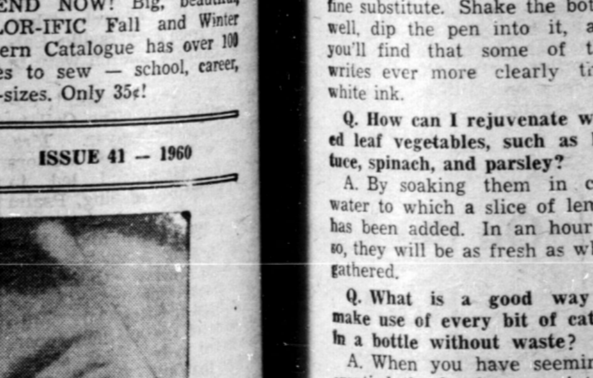 END NOW! Big, beautiful,
LOR-IFIC Fall and Winter
ern Catalogue has over 100
es to sew — school, career,
-sizes. Only 35¢!
ISSUE 41 — 1960
fine substitute. Shake the bot
well, dip the pen into it, a
you'll find that some of t
writes ever more clearly t
white ink.
Q. How can I rejuvenate w
ed leaf vegetables, such as l
tuce, spinach, and parsley?
A. By soaking them in c
water to which a slice of lem
has been added. In an hour
so, they will be as fresh as wh
gathered.
Q. What is a good way
make use of every bit of cat
in a bottle without waste?
A. When you have seemin